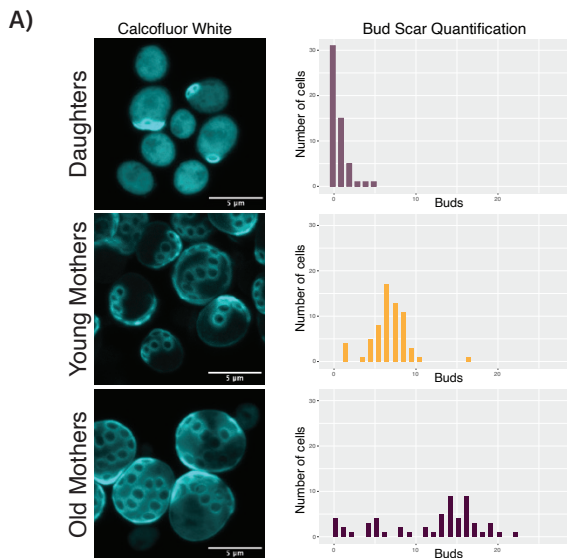 A)
Calcofluor White
Bud Scar Quantification
Daughters
5 µm
Number of cells
30
20
10
0
0
10
20
Buds
Young Mothers
5 µm
Number of cells
30
20
10
0
0
10
20
Buds
Old Mothers
5 µm
Number of cells
30
20
10
0
0
10
20
Buds